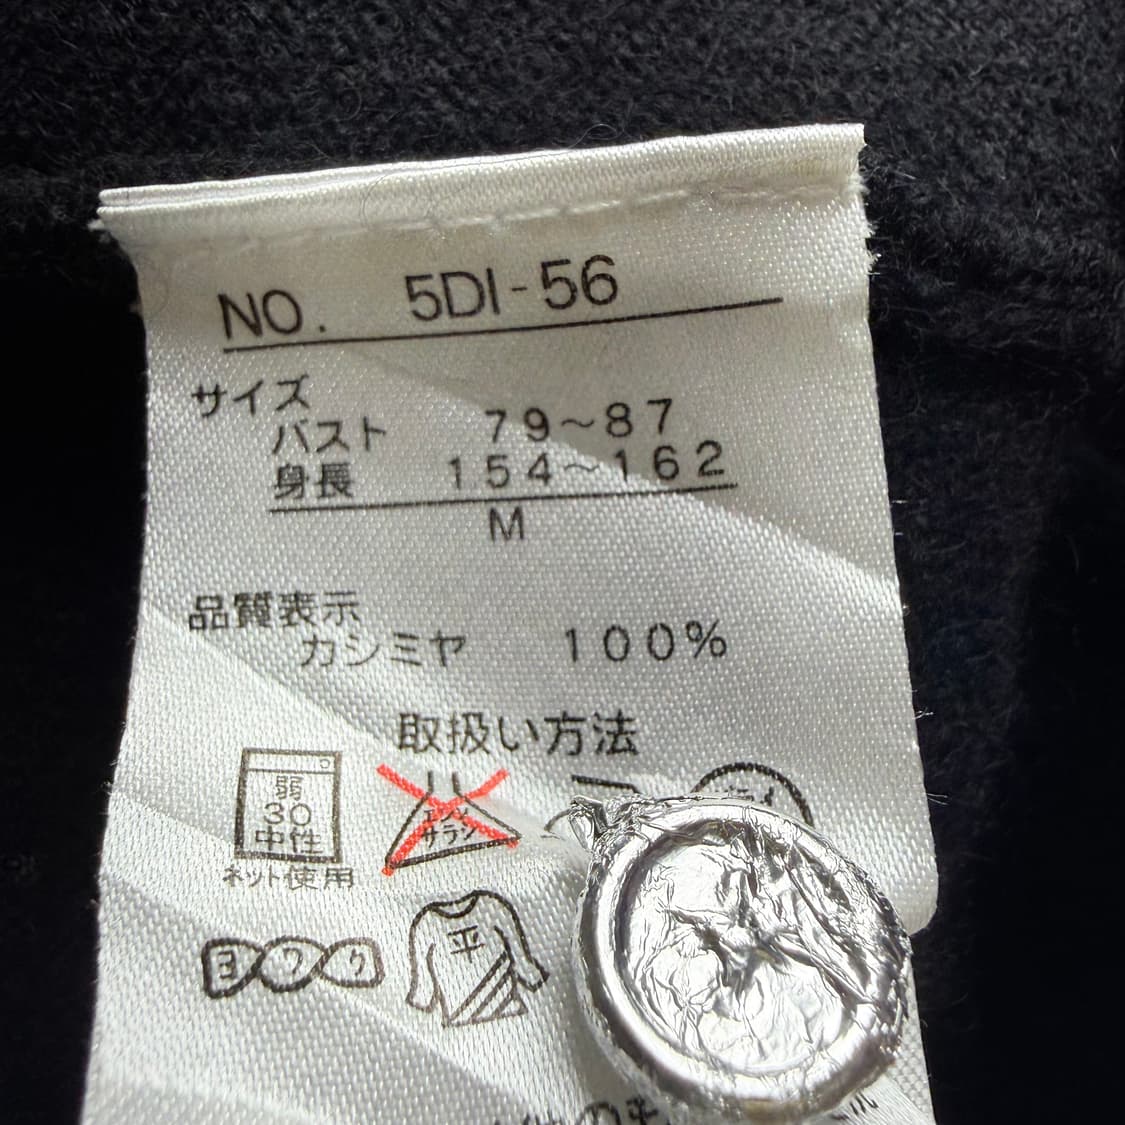 NO. 5DI-56
サイズ
バスト 79～87
身長 154～162
M
品質表示
カシミヤ 100%
取扱い方法
弱
30
中性
ネット使用
エンソ
サラシ
ヨワク
平